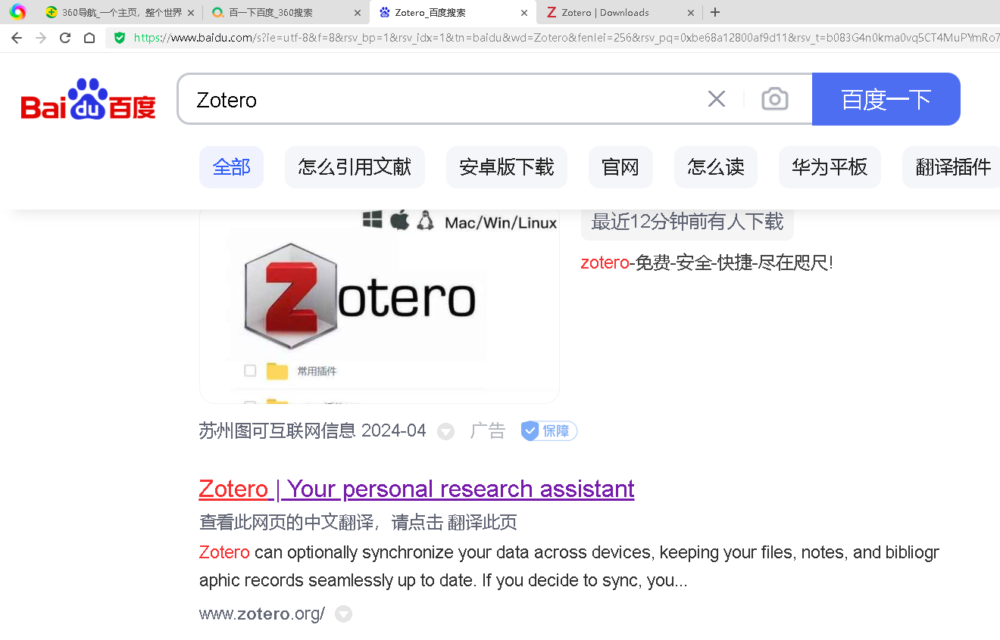 360导航_一个主页，整个世界
百一下百度_360搜索
Zotero_百度搜索
Zotero | Downloads
https://www.baidu.com/s?ie=utf-8&f=8&rsv_bp=1&rsv_idx=1&tn=baidu&wd=Zotero&fenlei=256&rsv_pq=0xbe68a12800af9d11&rsv_t=b083G4n0kma0vq5CT4MuPYmRo7
Bai du 百度
Zotero
百度一下
全部 怎么引用文献 安卓版下载 官网 怎么读 华为平板 翻译插件
Mac/Win/Linux
最近12分钟前有人下载
zotero-免费-安全-快捷-尽在咫尺!
Zotero
常用插件
苏州图可互联网信息 2024-04 广告 保障
Zotero | Your personal research assistant
查看此网页的中文翻译，请点击 翻译此页
Zotero can optionally synchronize your data across devices, keeping your files, notes, and bibliogr
aphic records seamlessly up to date. If you decide to sync, you...
www.zotero.org/